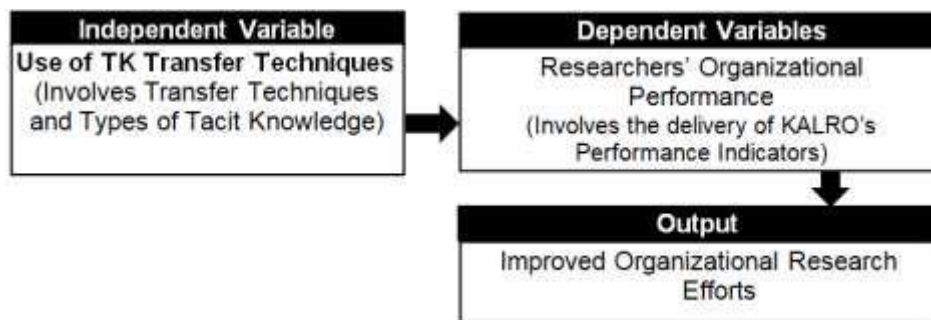 Independent Variable
Use of TK Transfer Techniques
(Involves Transfer Techniques
and Types of Tacit Knowledge)
Dependent Variables
Researchers' Organizational
Performance
(Involves the delivery of KALRO's
Performance Indicators)
Output
Improved Organizational Research
Efforts